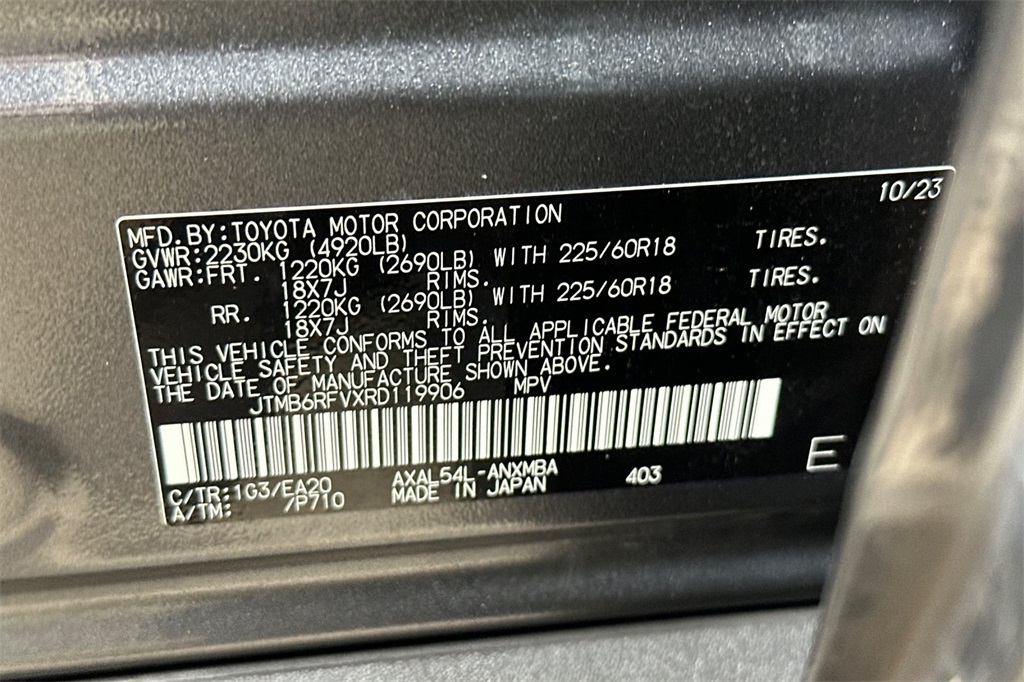 10/23
MFD.BY:TOYOTA MOTOR CORPORATION
GVWR:2230KG (4920LB)
GAWR:FRT. 1220KG (2690LB) WITH 225/60R18 TIRES.
18X7J RIMS.
RR. 1220KG (2690LB) WITH 225/60R18 TIRES.
18X7J RIMS.
THIS VEHICLE CONFORMS TO ALL APPLICABLE FEDERAL MOTOR
VEHICLE SAFETY AND THEFT PREVENTION STANDARDS IN EFFECT ON
THE DATE OF MANUFACTURE SHOWN ABOVE.
JTMB6RFVXRD119906 MPV
C/TR:1G3/EA20 AXAL54L-ANXMBA 403 E
A/TM: /P710 MADE IN JAPAN